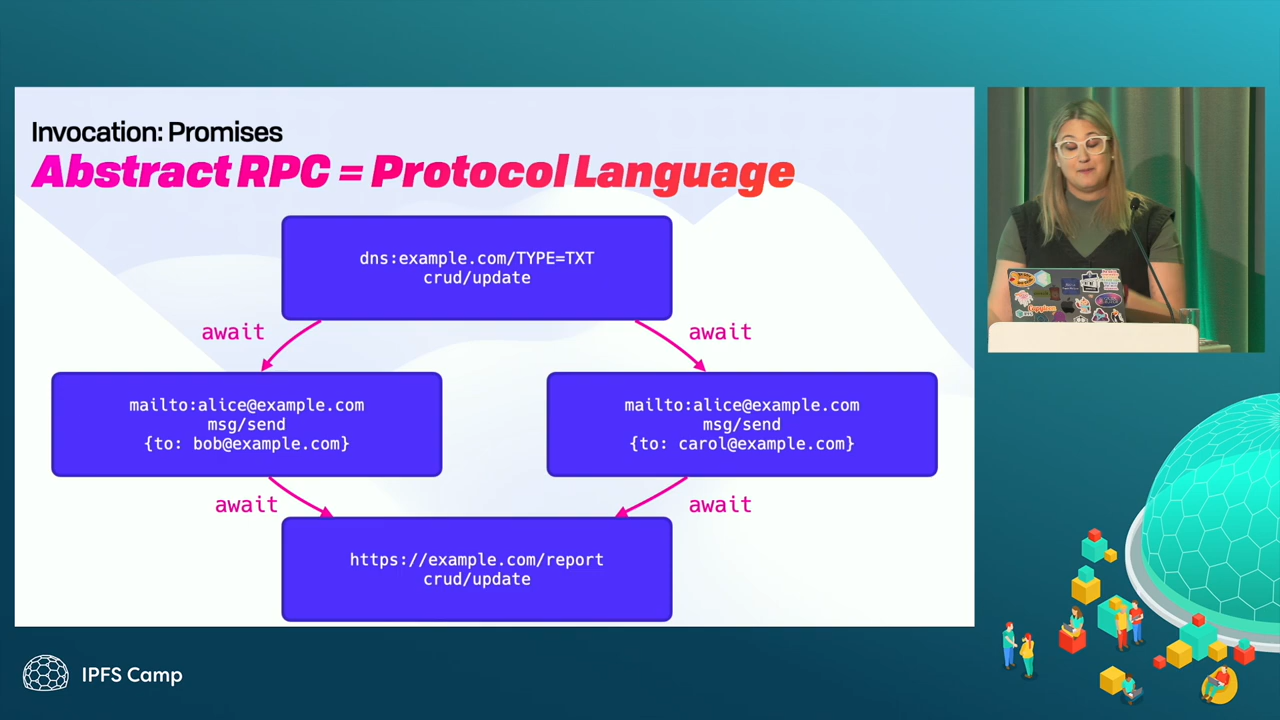 Invocation: Promises
Abstract RPC = Protocol Language
dns:example.com/TYPE=TXT
crud/update
await
await
mailto:alice@example.com
msg/send
{to: bob@example.com}
mailto:alice@example.com
msg/send
{to: carol@example.com}
await
await
https://example.com/report
crud/update
IPFS Camp